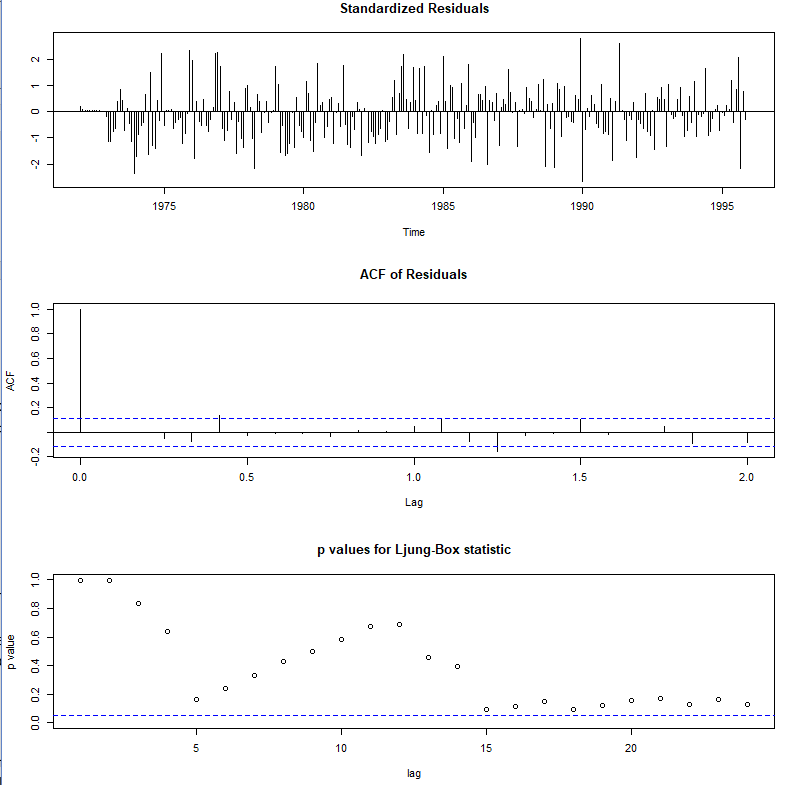 Standardized Residuals
2
1
0
-1
-2
1975 1980 1985 1990 1995
Time
ACF of Residuals
ACF
1.0
0.8
0.6
0.4
0.2
-0.2
0.0 0.5 1.0 1.5 2.0
Lag
p values for Ljung-Box statistic
p value
1.0
0.8
0.6
0.4
0.2
0.0
5 10 15 20
lag